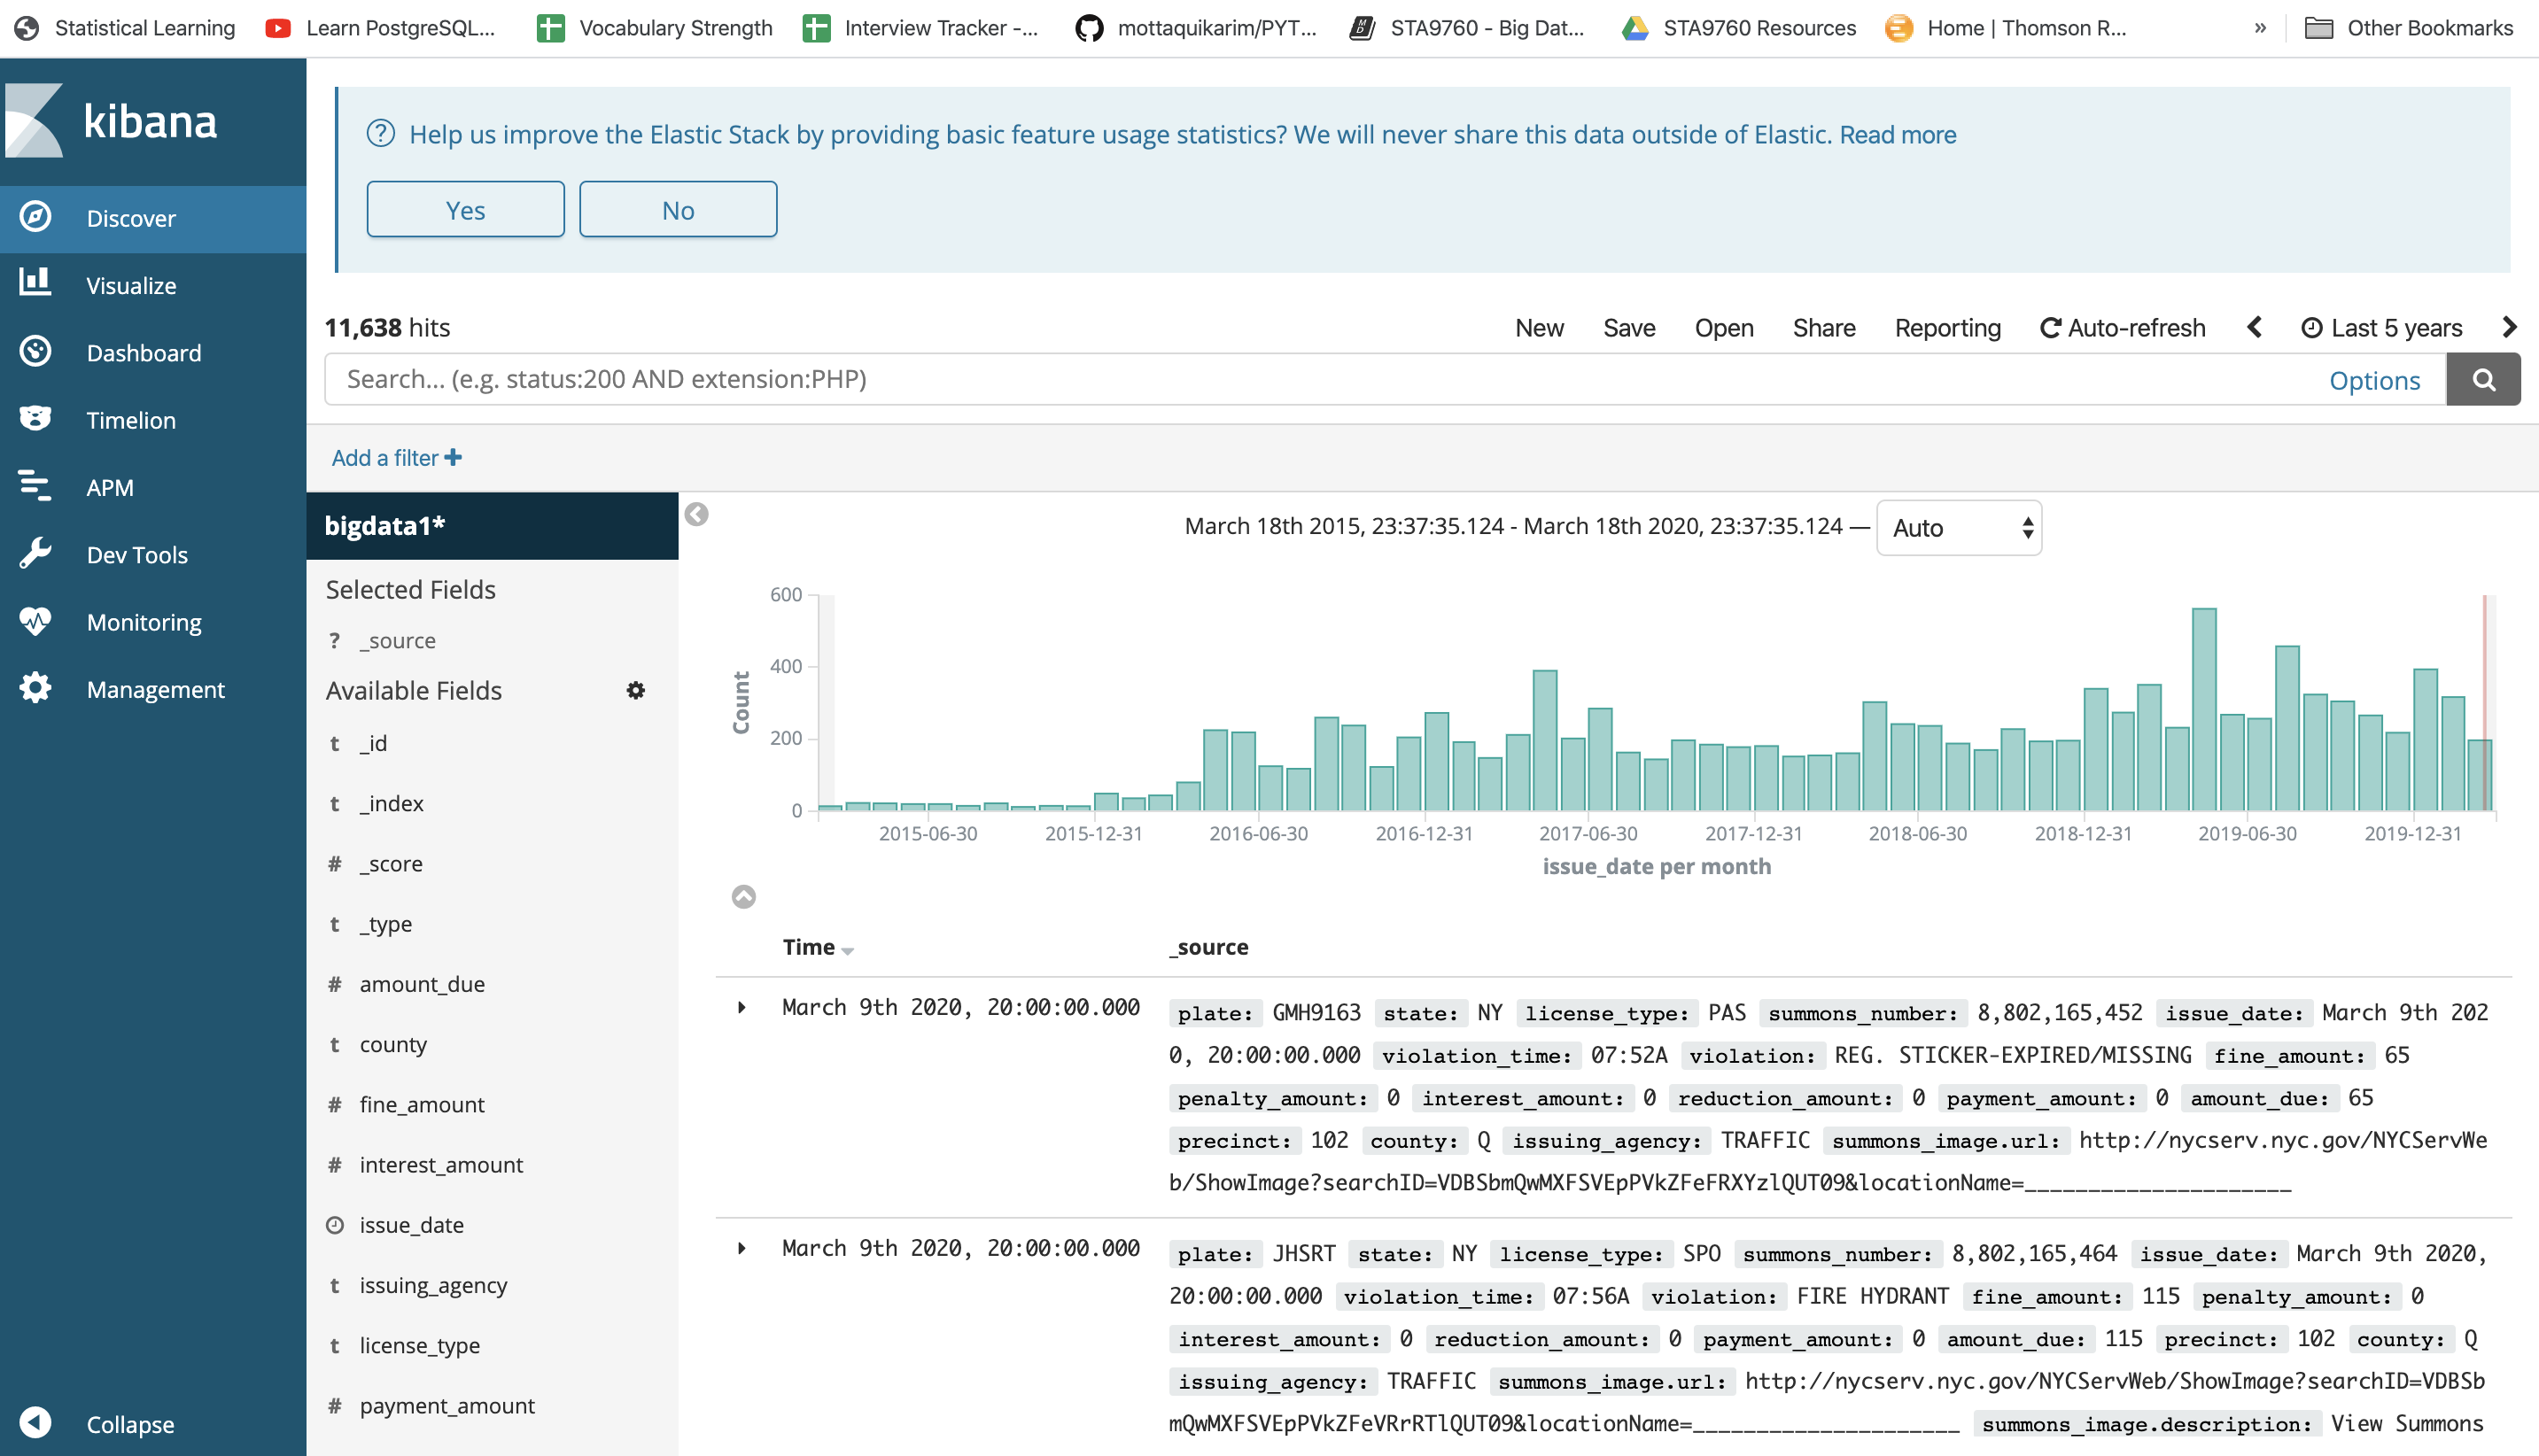 Statistical Learning Learn PostgreSQL... Vocabulary Strength Interview Tracker -... mottaquikarim/PYT... STA9760 - Big Dat... STA9760 Resources Home | Thomson R... » Other Bookmarks
kibana
Discover
Visualize
Dashboard
Timelion
APM
Dev Tools
Monitoring
Management
Collapse
Help us improve the Elastic Stack by providing basic feature usage statistics? We will never share this data outside of Elastic. Read more
Yes No
11,638 hits New Save Open Share Reporting Auto-refresh Last 5 years
Search... (e.g. status:200 AND extension:PHP) Options
Add a filter +
bigdata1*
Selected Fields
? _source
Available Fields
t _id
t _index
# _score
t _type
# amount_due
t county
# fine_amount
# interest_amount
issue_date
t issuing_agency
t license_type
# payment_amount
March 18th 2015, 23:37:35.124 - March 18th 2020, 23:37:35.124 — Auto
600
400
200
0
Count
2015-06-30 2015-12-31 2016-06-30 2016-12-31 2017-06-30 2017-12-31 2018-06-30 2018-12-31 2019-06-30 2019-12-31
issue_date per month
Time _source
March 9th 2020, 20:00:00.000 plate: GMH9163 state: NY license_type: PAS summons_number: 8,802,165,452 issue_date: March 9th 202
0, 20:00:00.000 violation_time: 07:52A violation: REG. STICKER-EXPIRED/MISSING fine_amount: 65
penalty_amount: 0 interest_amount: 0 reduction_amount: 0 payment_amount: 0 amount_due: 65
precinct: 102 county: Q issuing_agency: TRAFFIC summons_image.url: http://nycserv.nyc.gov/NYCServWe
b/ShowImage?searchID=VDBSbmQwMXFSVEpPVkZFeFRXYzlQUT09&locationName=_____________________
March 9th 2020, 20:00:00.000 plate: JHSRT state: NY license_type: SPO summons_number: 8,802,165,464 issue_date: March 9th 2020,
20:00:00.000 violation_time: 07:56A violation: FIRE HYDRANT fine_amount: 115 penalty_amount: 0
interest_amount: 0 reduction_amount: 0 payment_amount: 0 amount_due: 115 precinct: 102 county: Q
issuing_agency: TRAFFIC summons_image.url: http://nycserv.nyc.gov/NYCServWeb/ShowImage?searchID=VDBSb
mQwMXFSVEpPVkZFeVRrRTlQUT09&locationName=_____________________ summons_image.description: View Summons